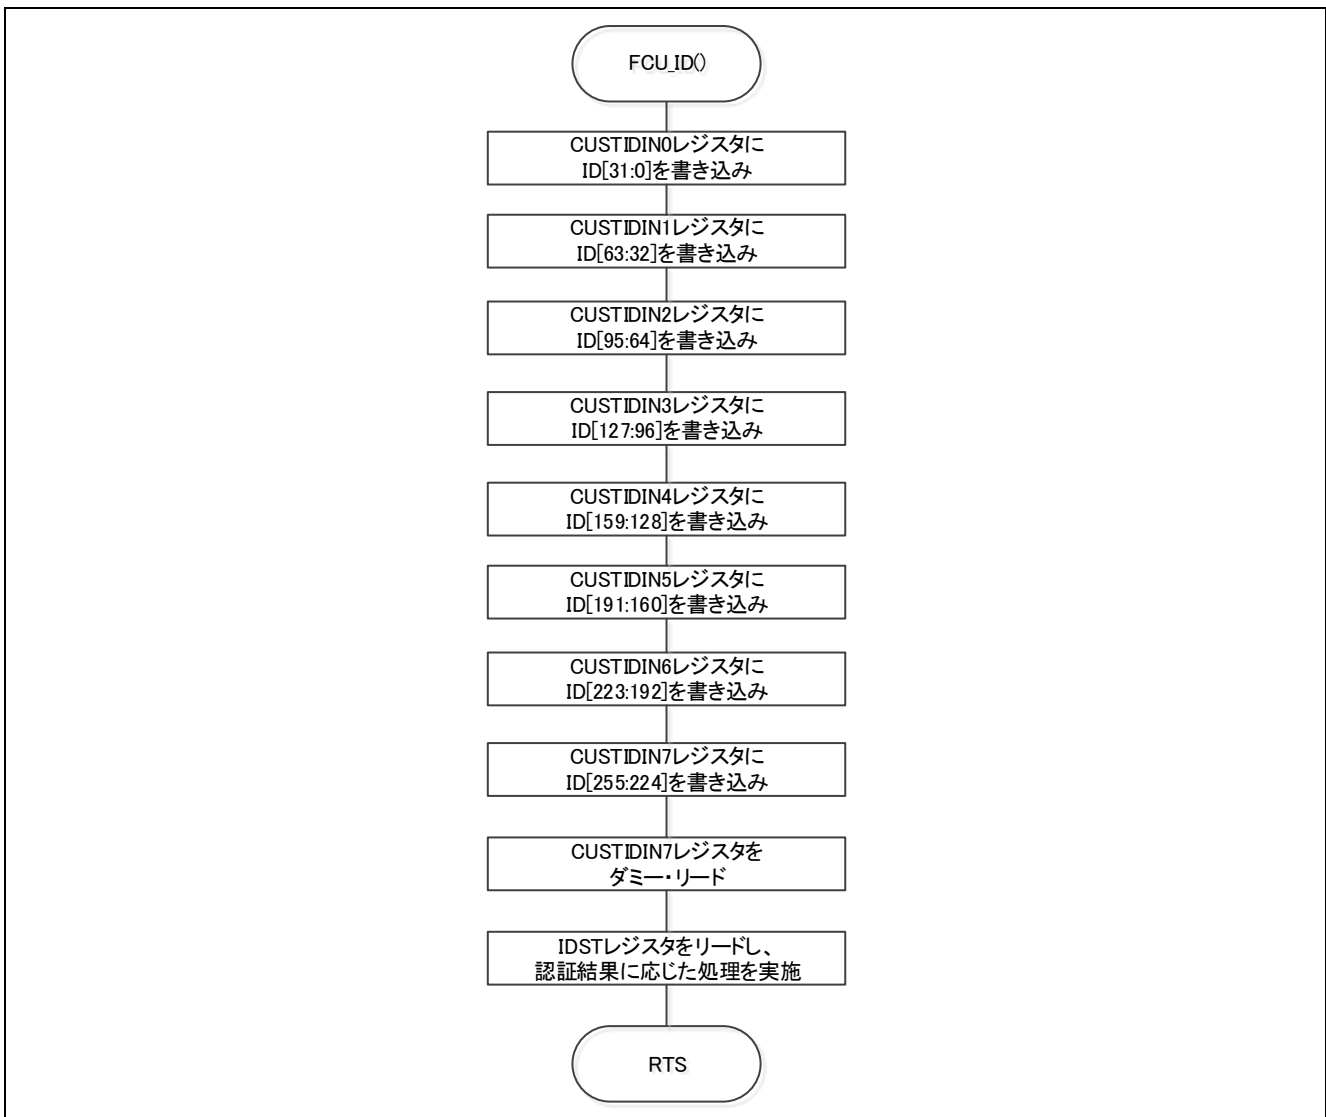 FCU_ID()
CUSTIDIN0レジスタに
ID[31:0]を書き込み
CUSTIDIN1レジスタに
ID[63:32]を書き込み
CUSTIDIN2レジスタに
ID[95:64]を書き込み
CUSTIDIN3レジスタに
ID[127:96]を書き込み
CUSTIDIN4レジスタに
ID[159:128]を書き込み
CUSTIDIN5レジスタに
ID[191:160]を書き込み
CUSTIDIN6レジスタに
ID[223:192]を書き込み
CUSTIDIN7レジスタに
ID[255:224]を書き込み
CUSTIDIN7レジスタを
ダミー・リード
IDSTレジスタをリードし、
認証結果に応じた処理を実施
RTS